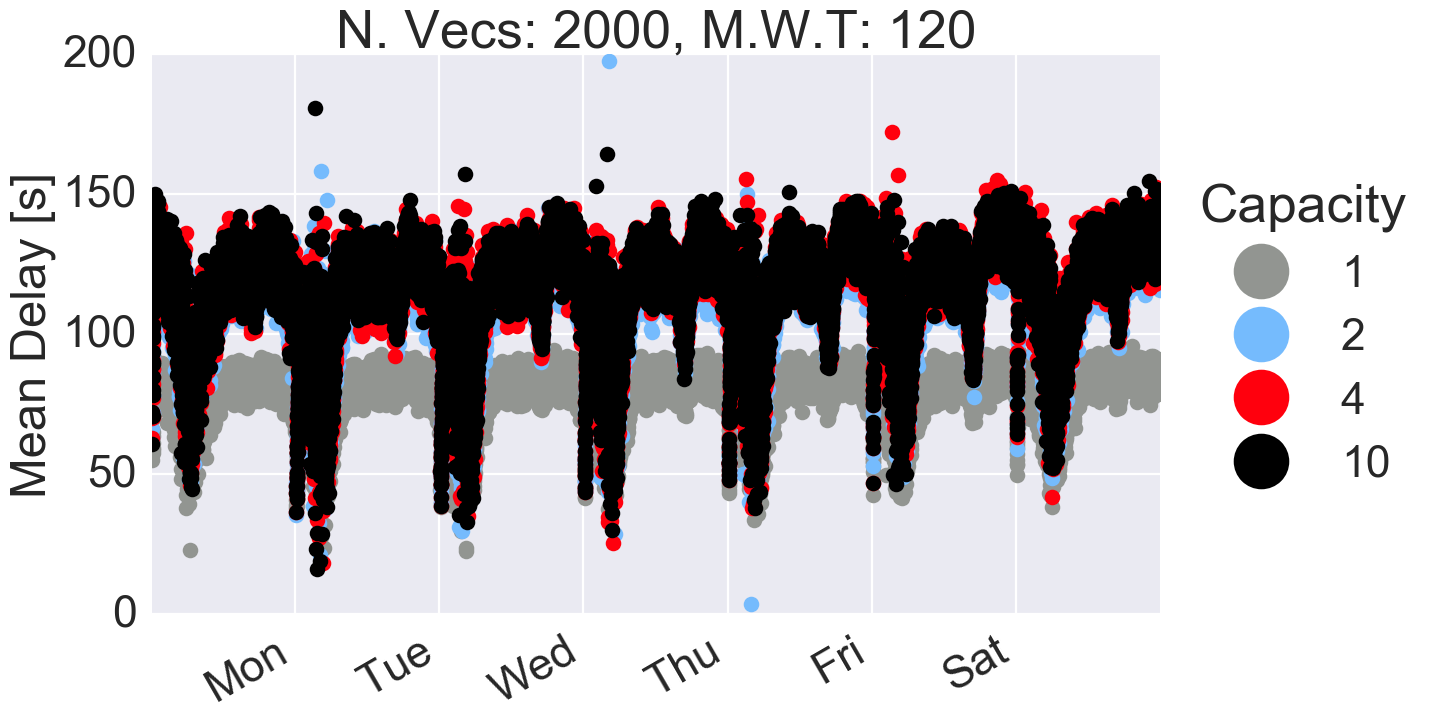 N. Vecs: 2000, M.W.T: 120
Mean Delay [s]
200
150
100
50
0
Mon
Tue
Wed
Thu
Fri
Sat
Capacity
1
2
4
10